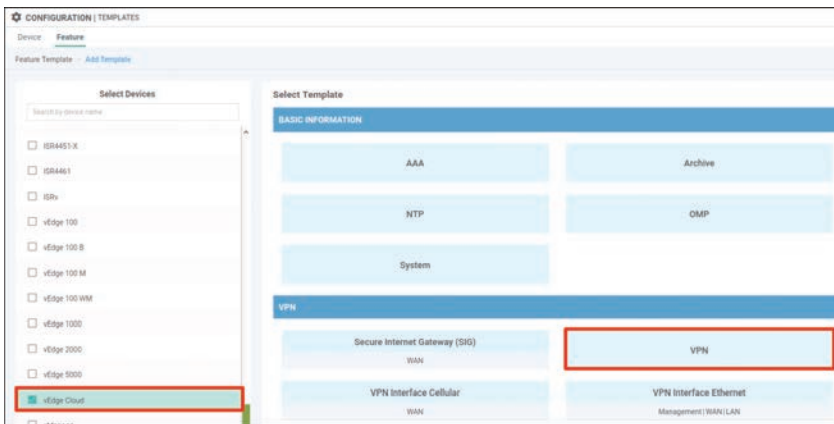 CONFIGURATION | TEMPLATES
Device Feature
Feature Template Add Template
Select Devices
Search by device name
ISR4451-X
ISR4461
ISRv
vEdge 100
vEdge 100 B
vEdge 100 M
vEdge 100 WM
vEdge 1000
vEdge 2000
vEdge 5000
vEdge Cloud
Select Template
BASIC INFORMATION
AAA
Archive
NTP
OMP
System
VPN
Secure Internet Gateway (SIG)
WAN
VPN
VPN Interface Cellular
WAN
VPN Interface Ethernet
Management | WAN | LAN